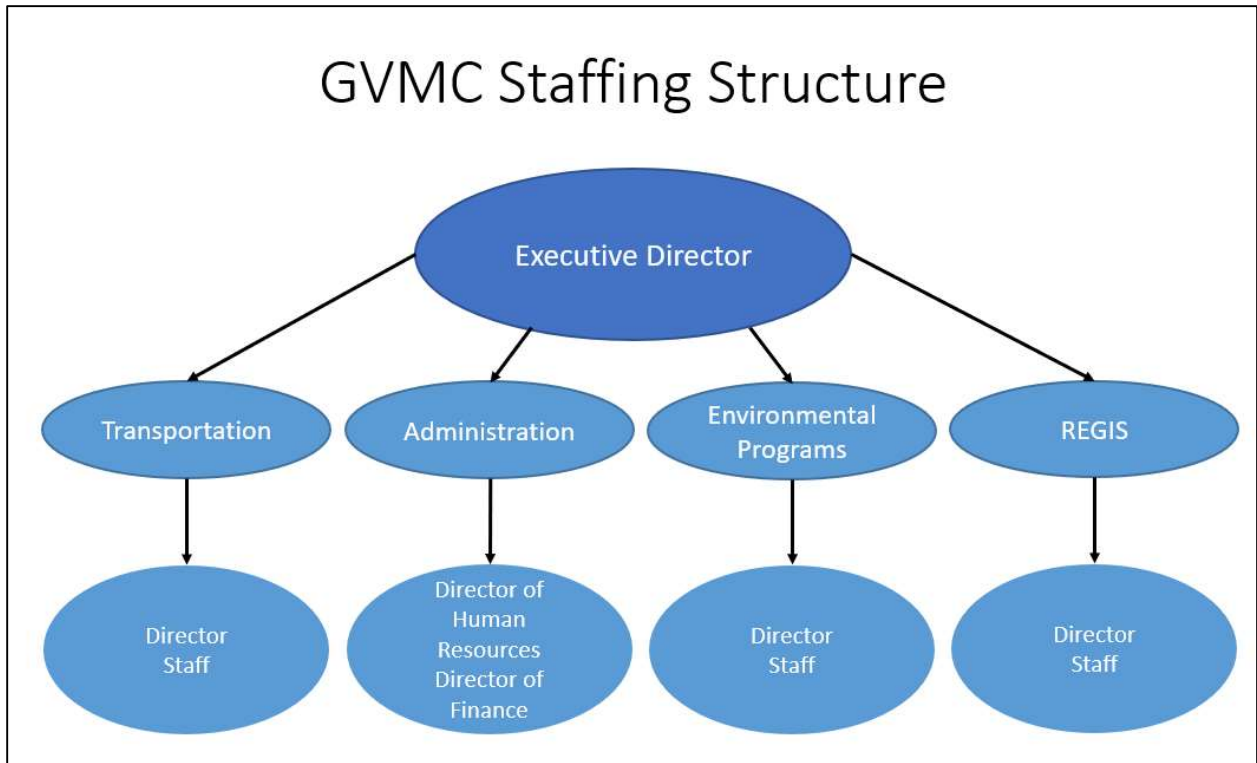 GVMC Staffing Structure
Executive Director
Transportation
Administration
Environmental
Programs
REGIS
Director
Staff
Director of
Human
Resources
Director of
Finance
Director
Staff
Director
Staff